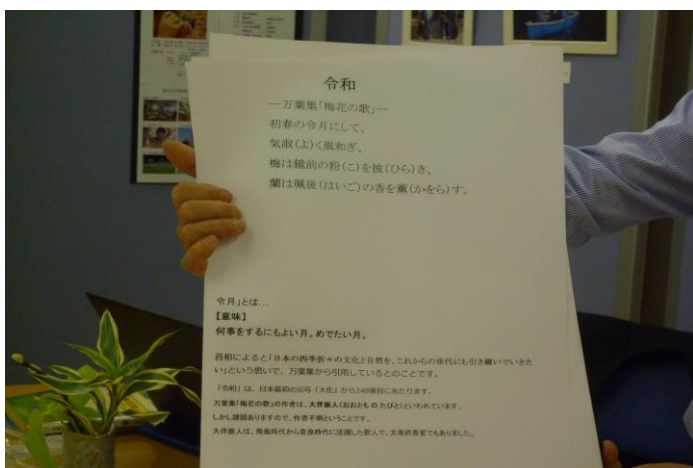 令和
―万葉集「梅花の歌」―
初春の令月にして、
気淑(よ)く風和ぎ、
梅は鏡前の粉(こ)を披(ひら)き、
蘭は珮後(はいご)の香を薫(かをら)す。
令月」とは…
【意味】
何事をするにもよい月。めでたい月。
首相によると「日本の四季折々の文化と自然を、これからの世代にも引き継いでいきた
い」という思いで、万葉集から引用しているとのことです。
「令和」は、日本最初の元号「大化」から248番目にあたります。
万葉集「梅花の歌」の作者は、大伴旅人(おおとものたびと)といわれています。
しかし諸説ありますので、作者不明ということです。
大伴旅人は、飛鳥時代から奈良時代に活躍した歌人で、太宰府長官でもありました。